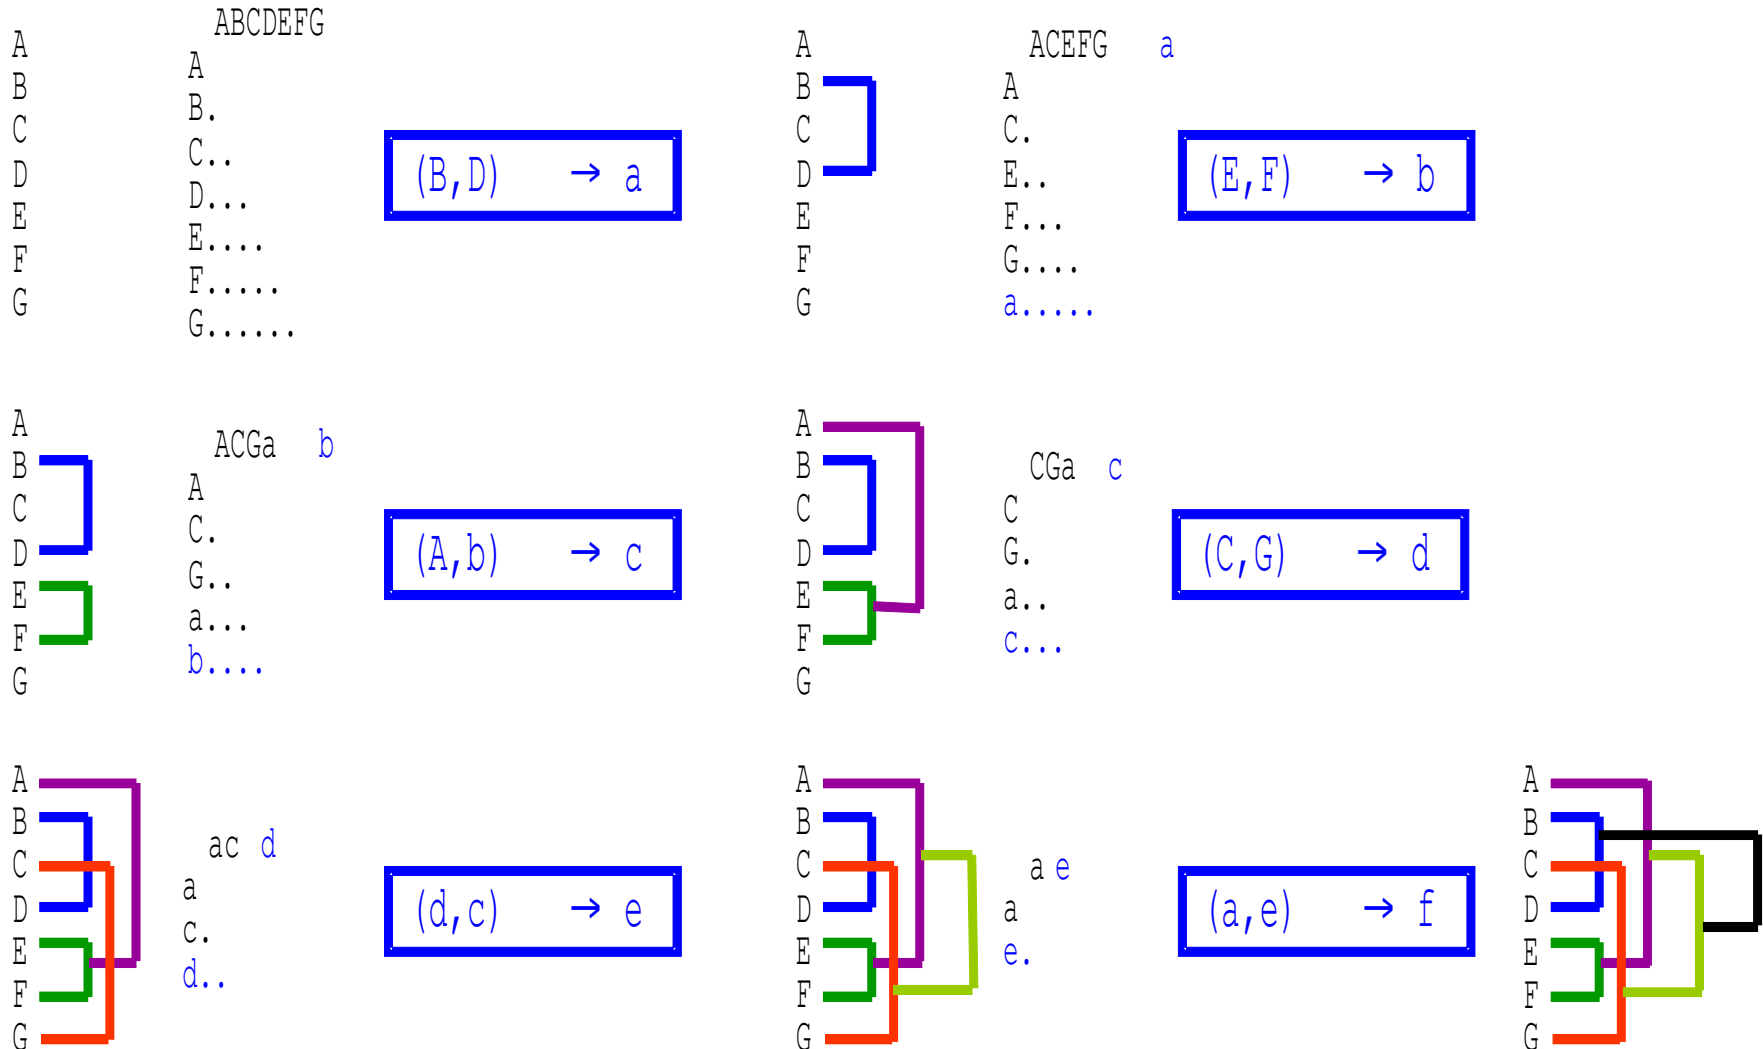 A
B
C
D
E
F
G
ABCDEFG
A
B.
C..
D...
E....
F.....
G......
(B,D) → a
A
B
C
D
E
F
G
ACEFG a
A
C.
E..
F...
G....
a.....
(E,F) → b
A
B
C
D
E
F
G
ACGa b
A
C.
G..
a...
b....
(A,b) → c
A
B
C
D
E
F
G
CGa c
C
G.
a..
c...
(C,G) → d
A
B
C
D
E
F
G
ac d
a
c.
d..
(d,c) → e
A
B
C
D
E
F
G
a e
a
e.
(a,e) → f
A
B
C
D
E
F
G